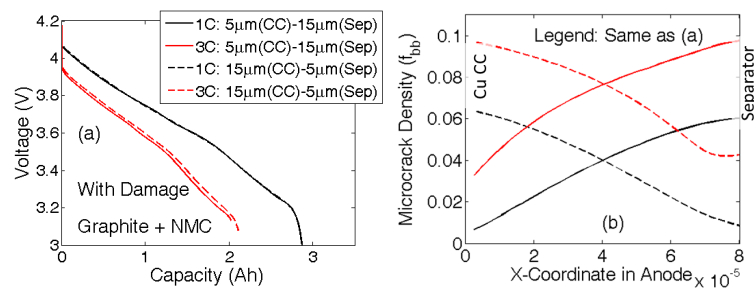 1C: 5μm(CC)-15μm(Sep)
3C: 5μm(CC)-15μm(Sep)
1C: 15μm(CC)-5μm(Sep)
3C: 15μm(CC)-5μm(Sep)
4.2
4
3.8
3.6
3.4
3.2
3
Voltage (V)
(a)
With Damage
Graphite + NMC
0
1
2
3
Capacity (Ah)
0.1
0.08
0.06
0.04
0.02
0
Microcrack Density (f_bb)
Legend: Same as (a)
Cu CC
Separator
(b)
0
2
4
6
8
X-Coordinate in Anode x 10^-5